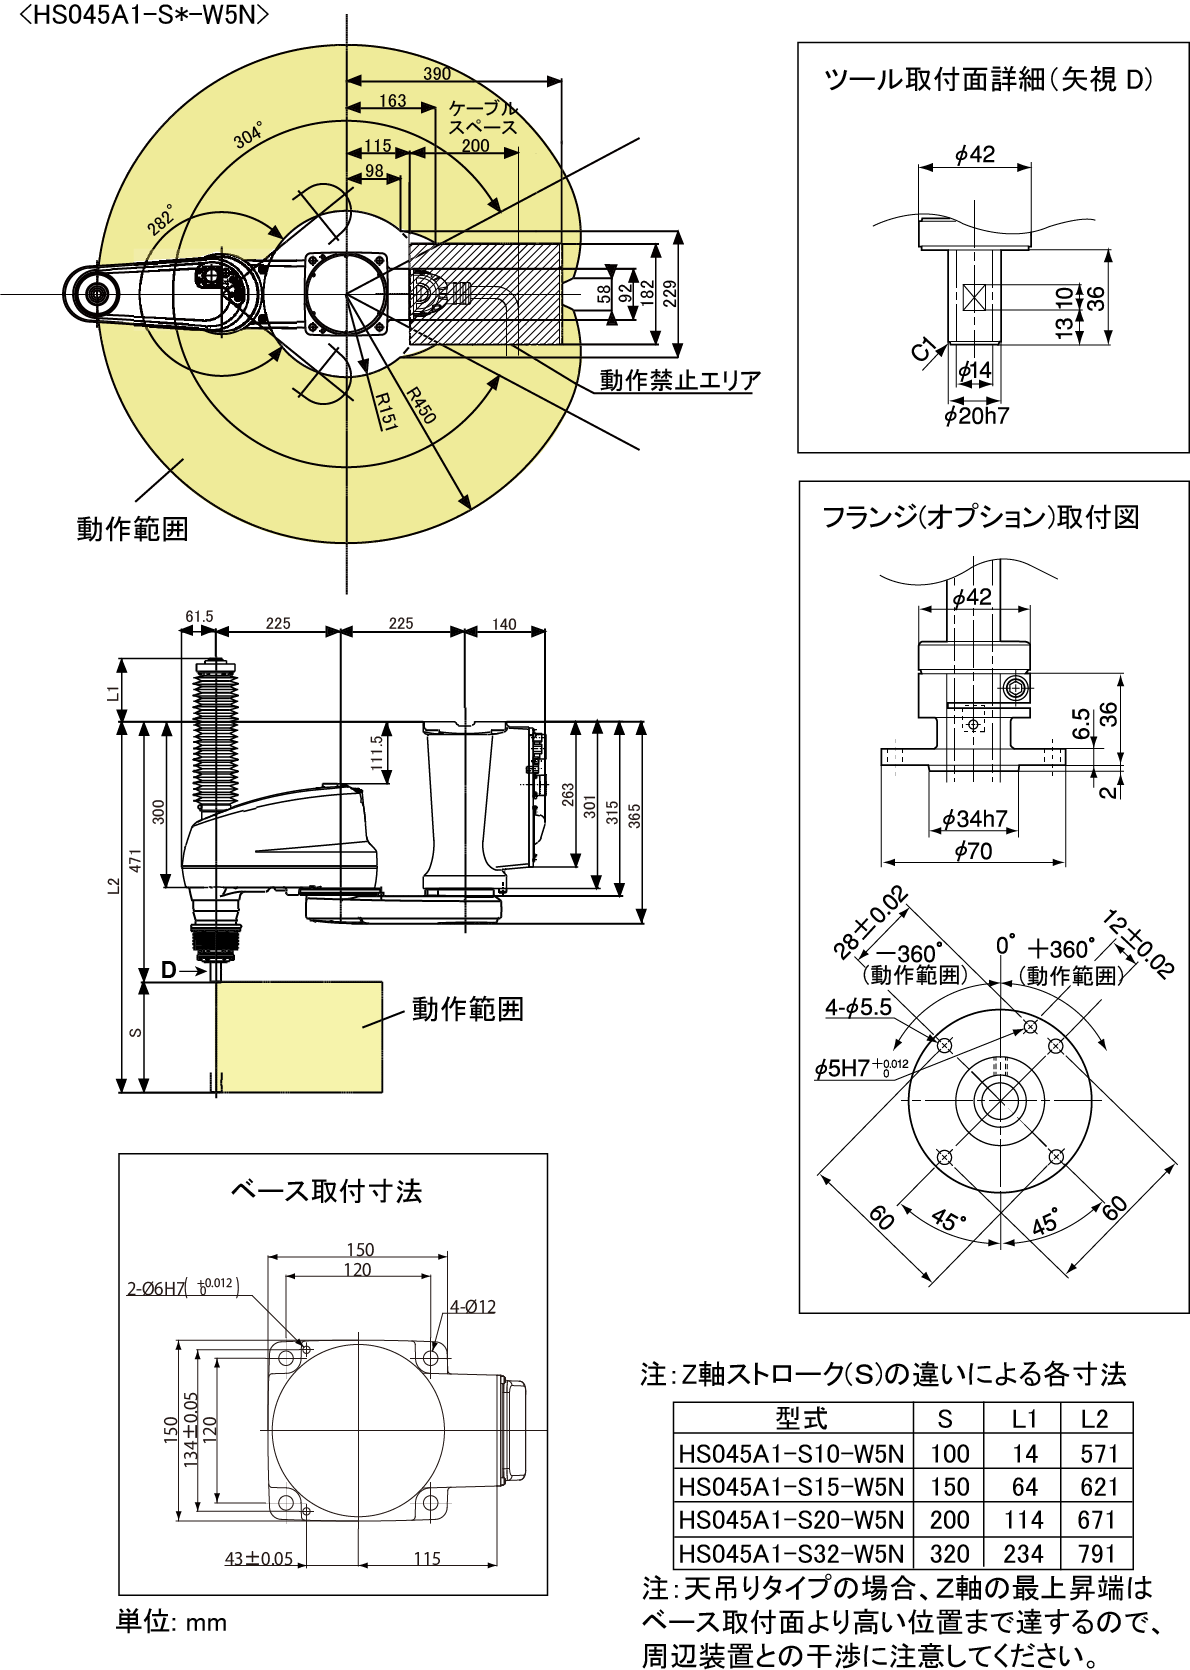 <HS045A1-S*-W5N>
390
163
ケーブル
スペース
304°
115
200
98
282°
58
92
182
229
動作禁止エリア
R151
R450
動作範囲
ツール取付面詳細(矢視 D)
φ42
10
36
13
C1
φ14
φ20h7
フランジ(オプション)取付図
φ42
6.5
36
2
φ34h7
φ70
28±0.02
12±0.02
−360°
0°
+360°
(動作範囲)
(動作範囲)
4-φ5.5
φ5H7 +0.012
0
60
45°
45°
60
61.5
225
225
140
L1
111.5
300
471
L2
263
301
315
365
D
S
動作範囲
ベース取付寸法
150
120
2-Ø6H7( +0.012 )
0
4-Ø12
150
134±0.05
120
43±0.05
115
単位: mm
注:Z軸ストローク(S)の違いによる各寸法
型式 S L1 L2
HS045A1-S10-W5N 100 14 571
HS045A1-S15-W5N 150 64 621
HS045A1-S20-W5N 200 114 671
HS045A1-S32-W5N 320 234 791
注:天吊りタイプの場合、Z軸の最上昇端は
ベース取付面より高い位置まで達するので、
周辺装置との干渉に注意してください。